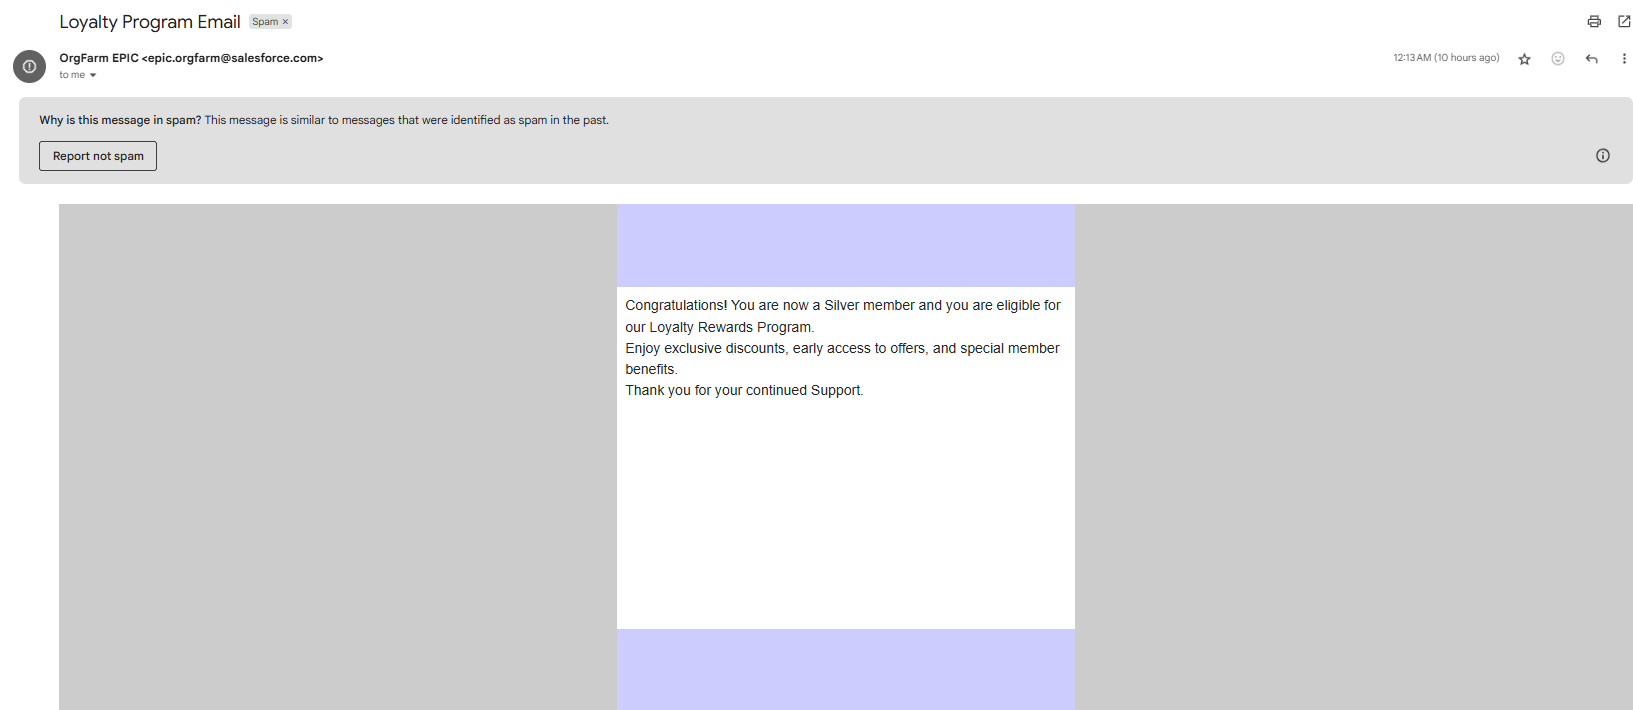 Loyalty Program Email Spam ×
OrgFarm EPIC <epic.orgfarm@salesforce.com> 12:13 AM (10 hours ago)
to me
Why is this message in spam? This message is similar to messages that were identified as spam in the past.
Report not spam
Congratulations! You are now a Silver member and you are eligible for
our Loyalty Rewards Program.
Enjoy exclusive discounts, early access to offers, and special member
benefits.
Thank you for your continued Support.